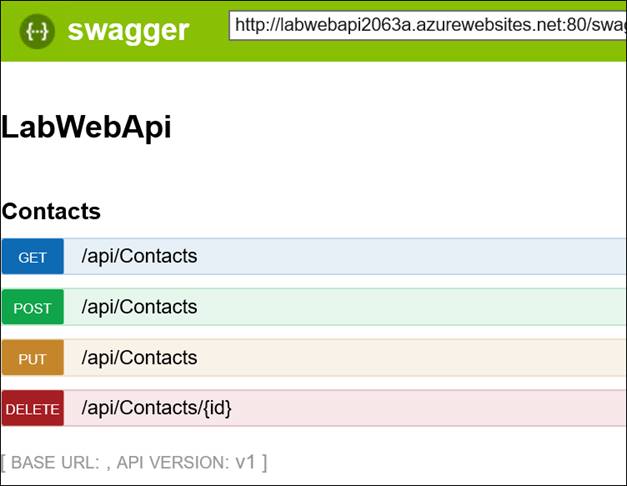 {···} swagger
http://labwebapi2063a.azurewebsites.net:80/swag
LabWebApi
Contacts
GET /api/Contacts
POST /api/Contacts
PUT /api/Contacts
DELETE /api/Contacts/{id}
[ BASE URL: , API VERSION: v1 ]